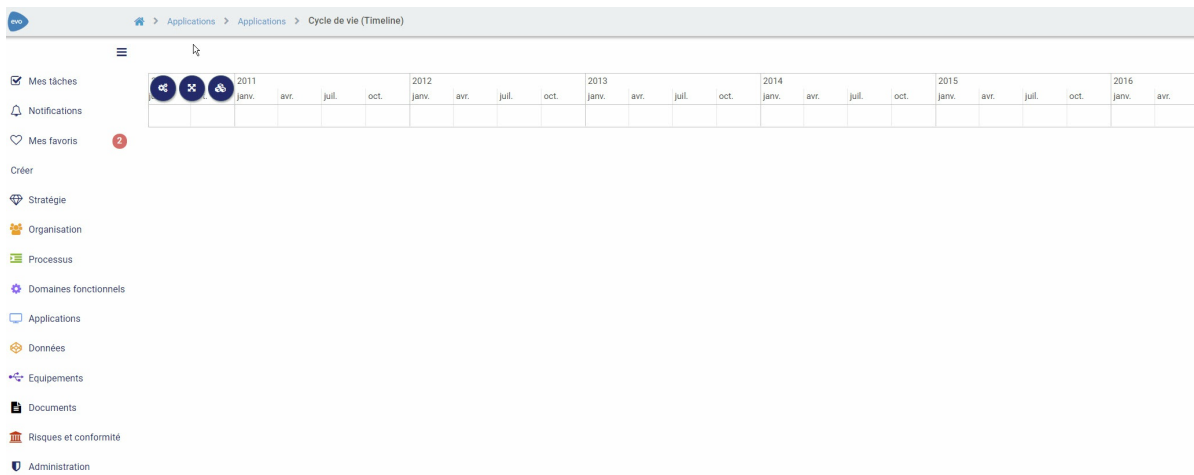 evo
Applications > Applications > Cycle de vie (Timeline)
Mes tâches
Notifications
Mes favoris 2
Créer
Stratégie
Organisation
Processus
Domaines fonctionnels
Applications
Données
Equipements
Documents
Risques et conformité
Administration
2011 2012 2013 2014 2015 2016
janv. avr. juil. oct. janv. avr. juil. oct. janv. avr. juil. oct. janv. avr. juil. oct. janv. avr. juil. oct. janv. avr.